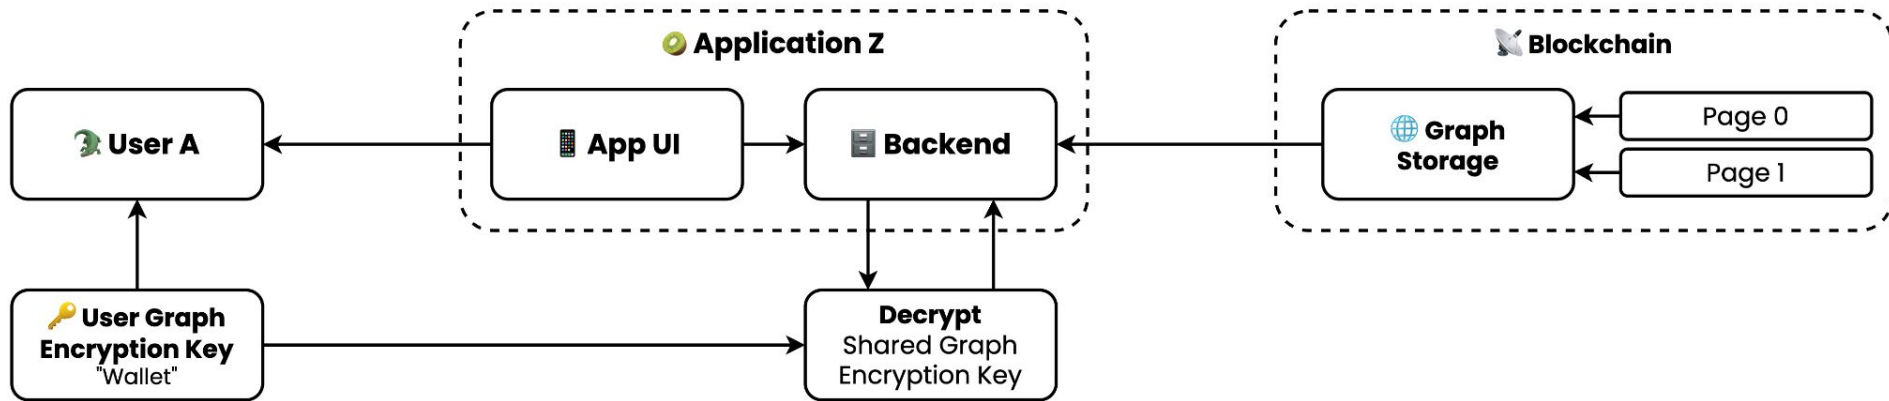 Application Z
Blockchain
User A
App UI
Backend
Graph
Storage
Page 0
Page 1
User Graph
Encryption Key
"Wallet"
Decrypt
Shared Graph
Encryption Key